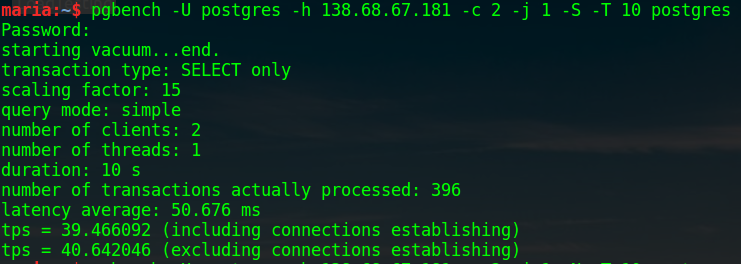 maria:~$ pgbench -U postgres -h 138.68.67.181 -c 2 -j 1 -S -T 10 postgres
Password:
starting vacuum...end.
transaction type: SELECT only
scaling factor: 15
query mode: simple
number of clients: 2
number of threads: 1
duration: 10 s
number of transactions actually processed: 396
latency average: 50.676 ms
tps = 39.466092 (including connections establishing)
tps = 40.642046 (excluding connections establishing)